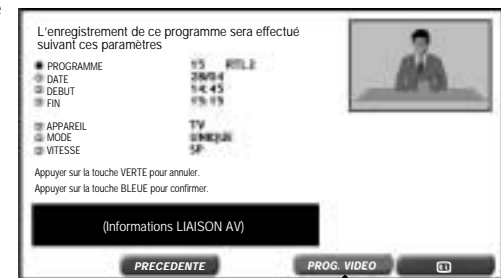 L'enregistrement de ce programme sera effectué
suivant ces paramètres
PROGRAMME 15 RTL2
DATE 28/04
DEBUT 14:45
FIN 15:15
APPAREIL TV
MODE UNIQUE
VITESSE SP
Appuyer sur la touche VERTE pour annuler.
Appuyer sur la touche BLEUE pour confirmer.
(Informations LIAISON AV)
PRECEDENTE PROG. VIDEO